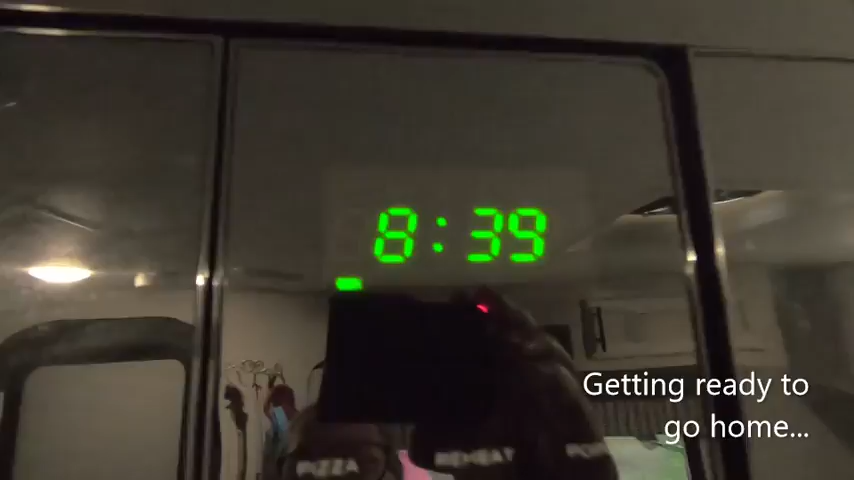 8:39
Getting ready to
go home...
PIZZA
REHEAT